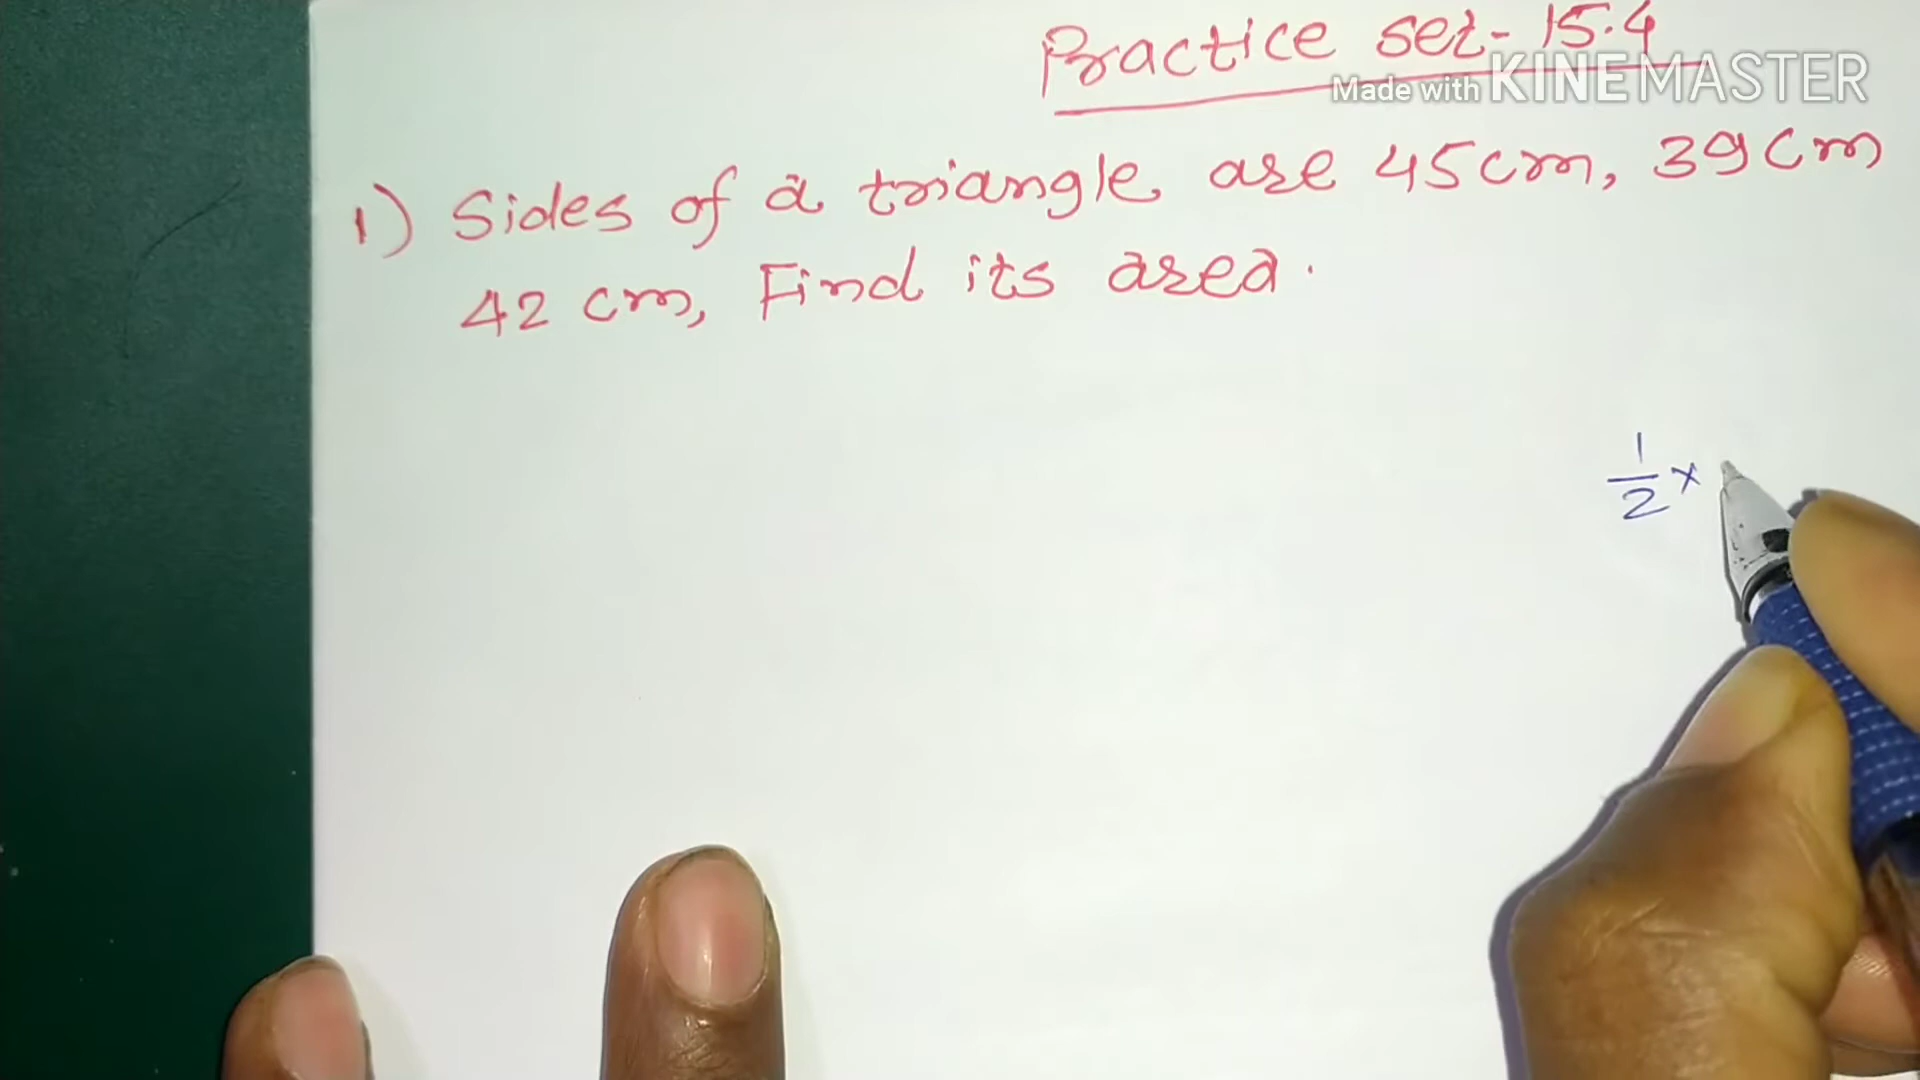 Practice set- 15.4
Made with KINEMASTER
1) Sides of a triangle are 45cm, 39cm
42 cm, Find its area.
1/2 ×